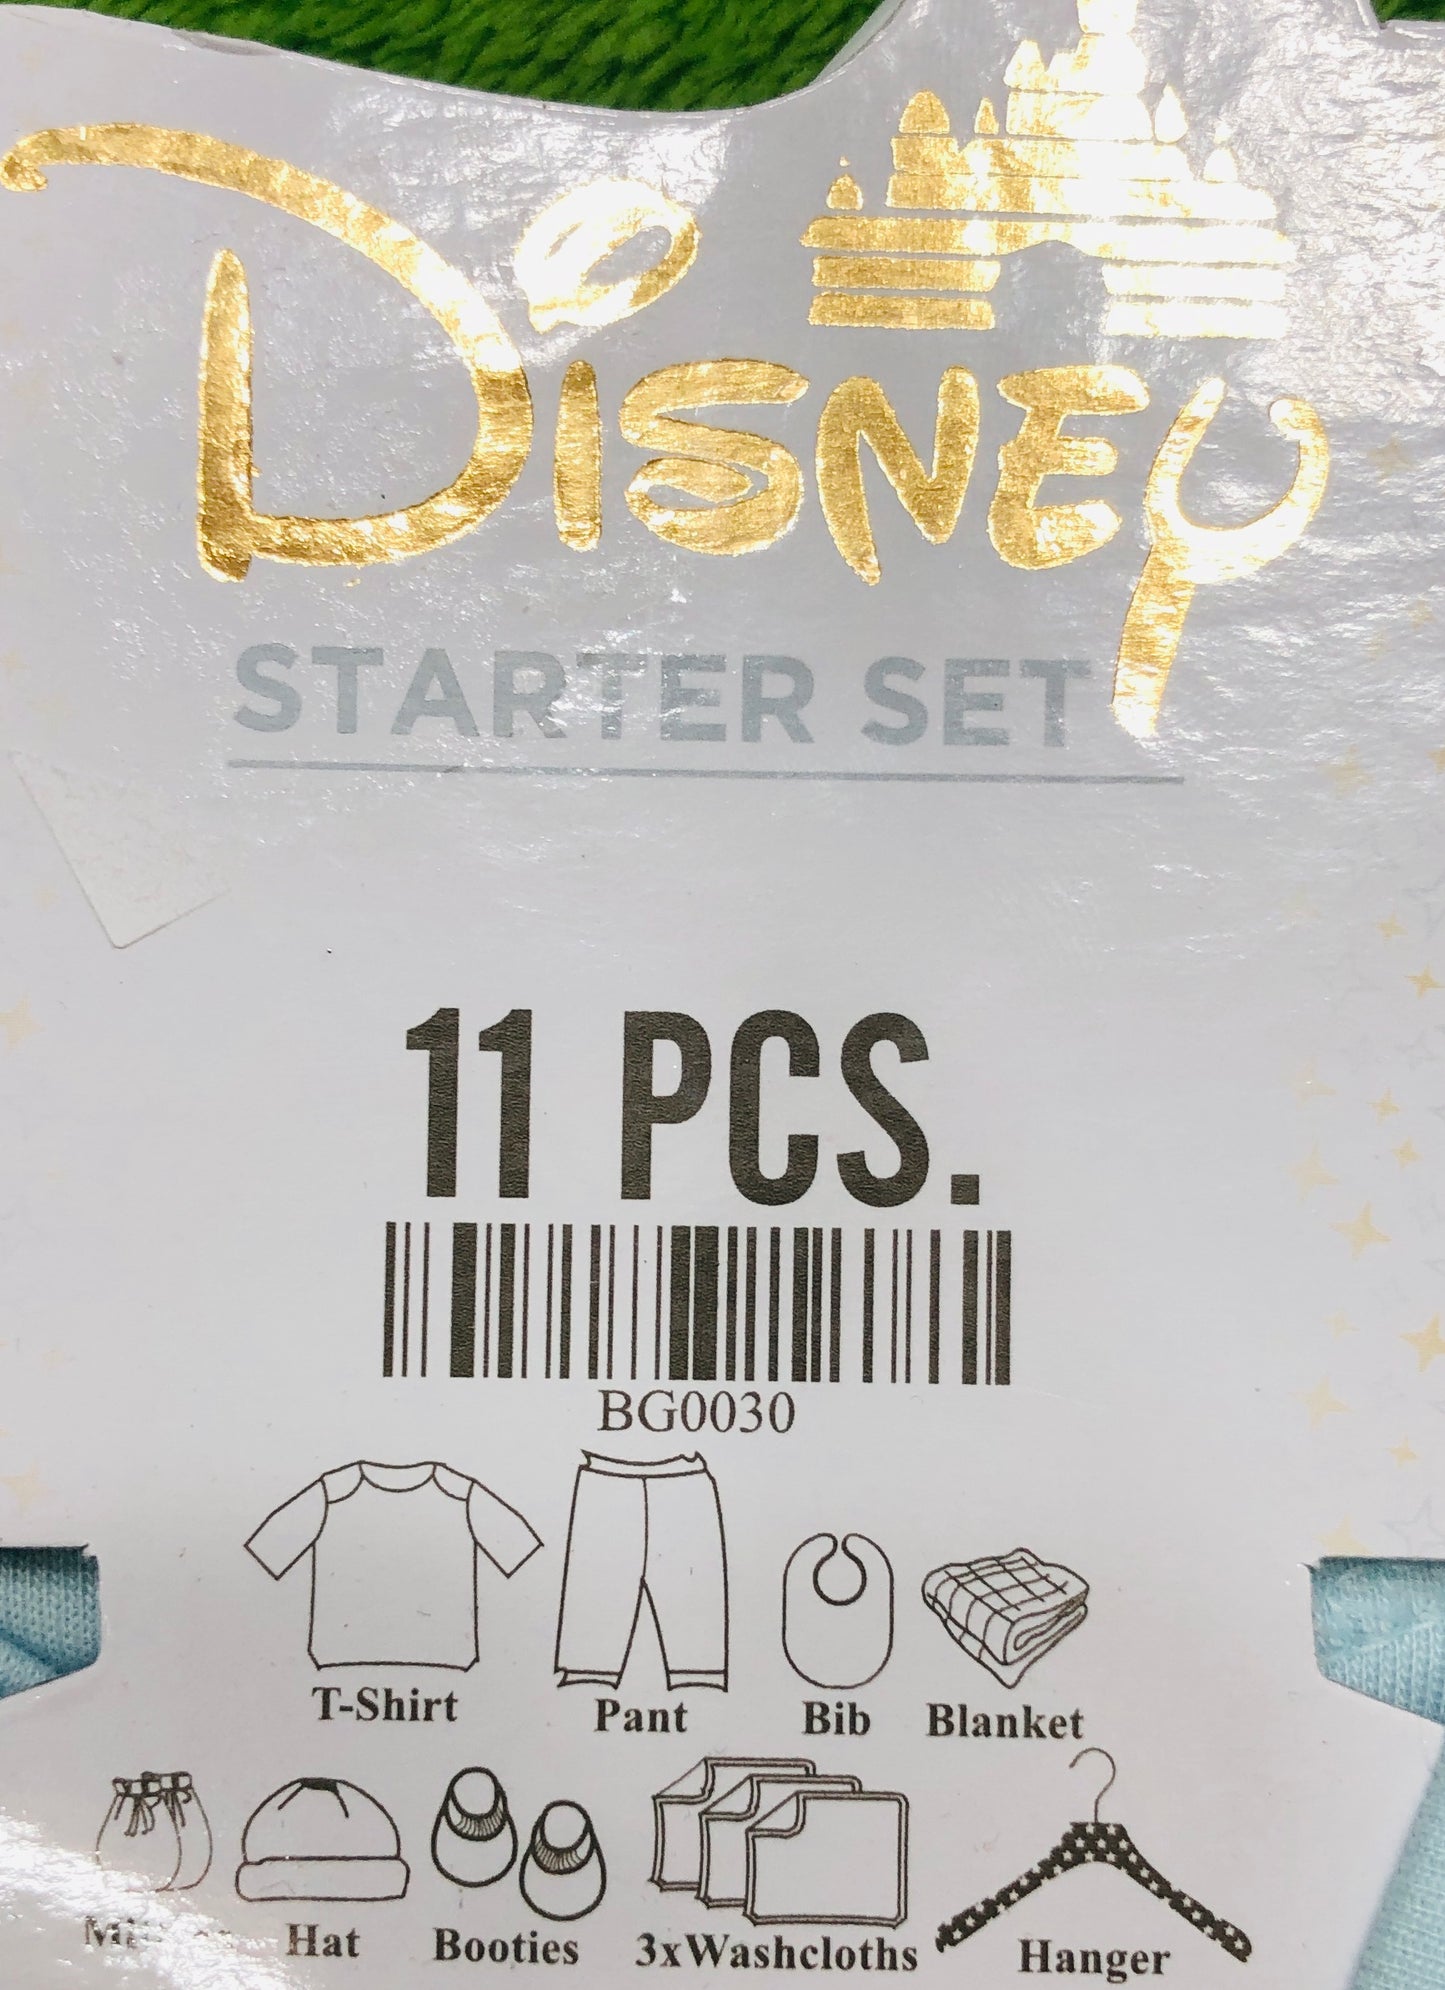 Disney
STARTER SET
11 PCS.
BG0030
T-Shirt Pant Bib Blanket
Hat Booties 3xWashcloths Hanger